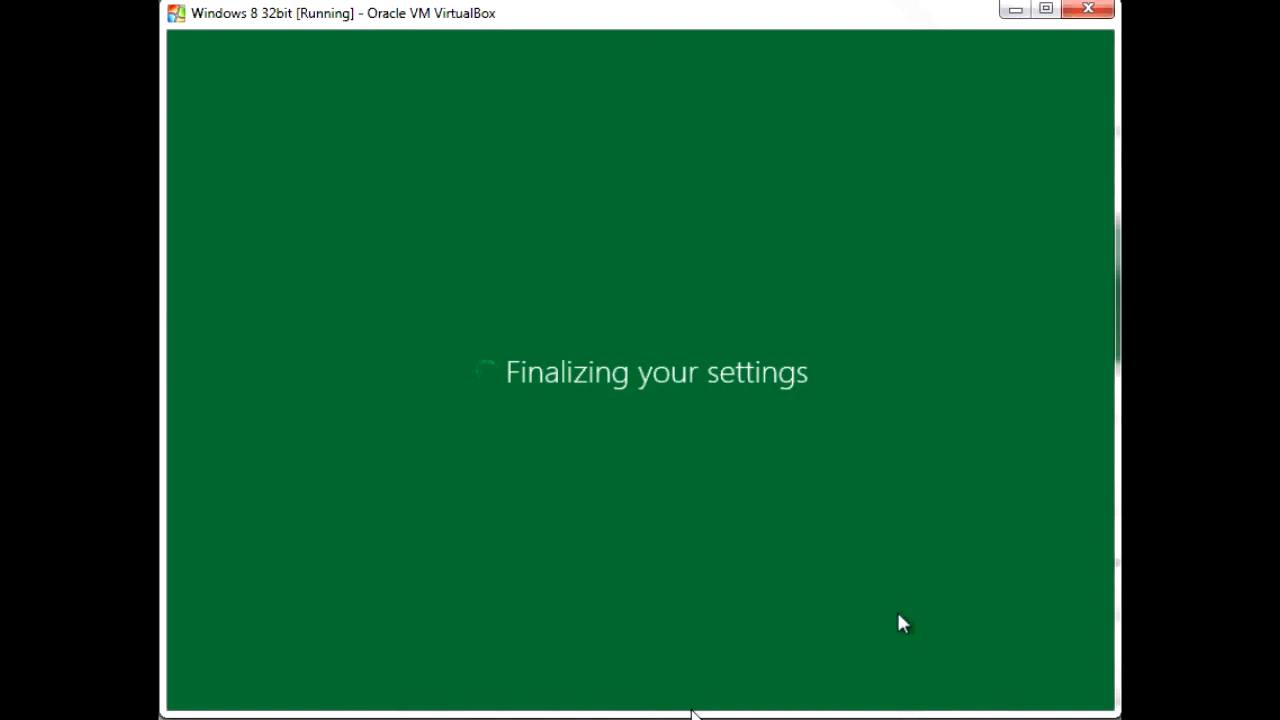 Windows 8 32bit [Running] - Oracle VM VirtualBox
Finalizing your settings